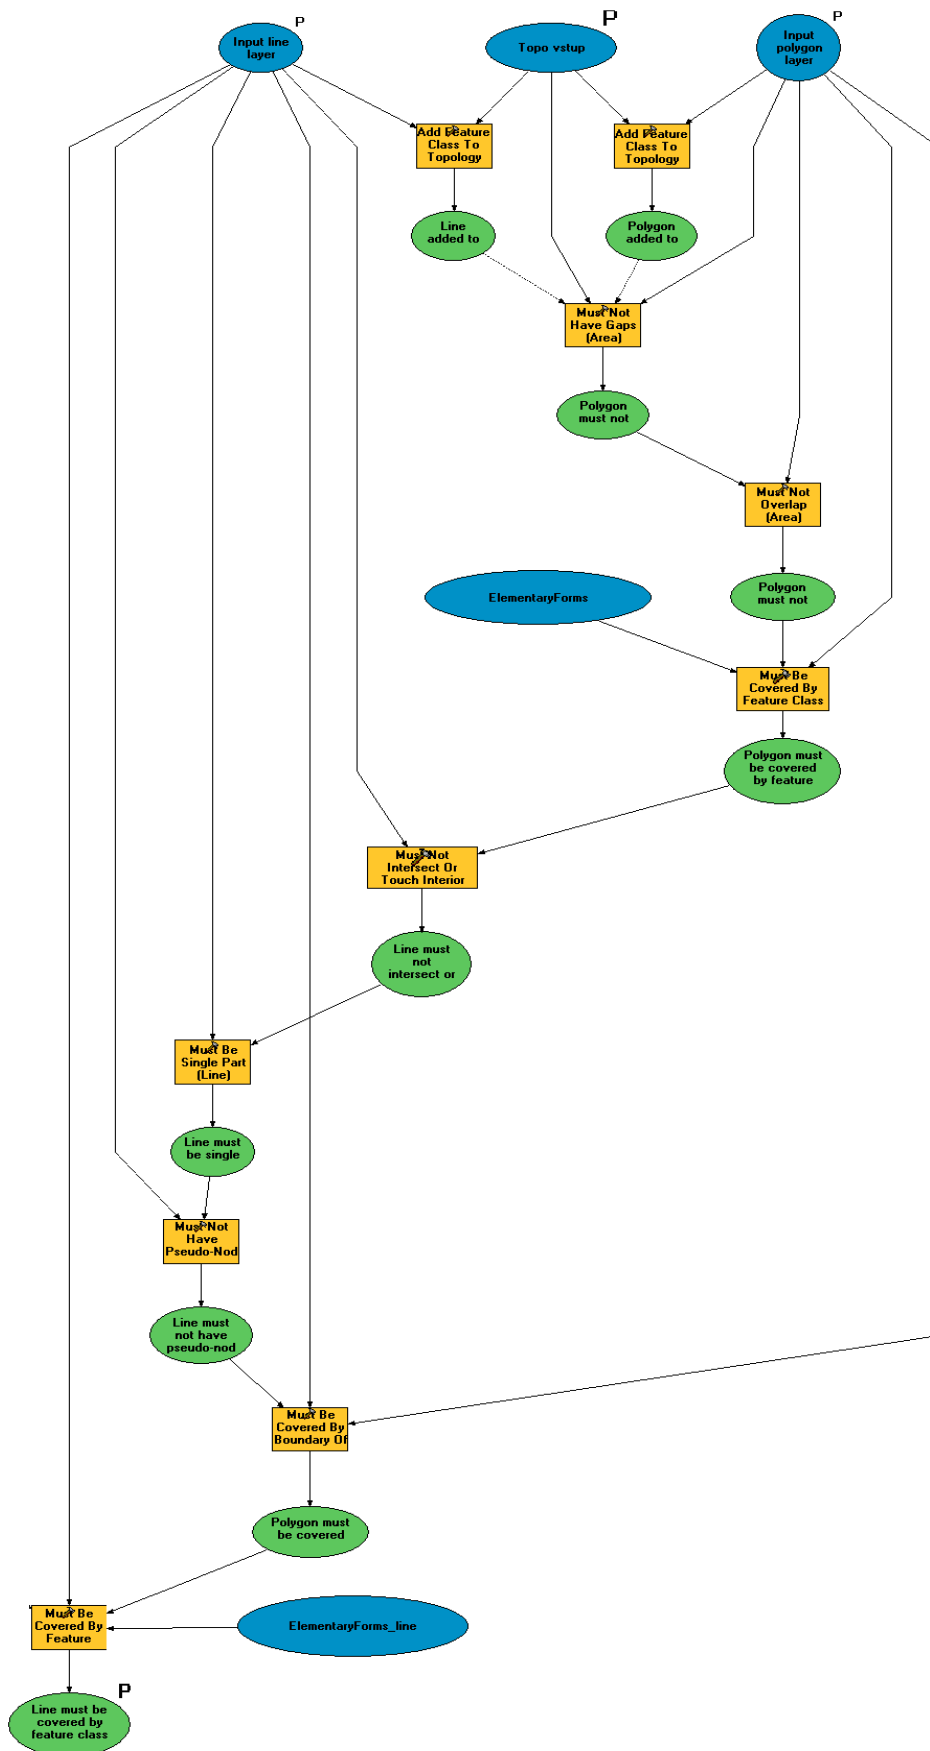 P
P
P
Input line
layer
Topo vstup
Input
polygon
layer
Add Feature
Class To
Topology
Add Feature
Class To
Topology
Line
added to
Polygon
added to
Must Not
Have Gaps
(Area)
Polygon
must not
Must Not
Overlap
(Area)
ElementaryForms
Polygon
must not
Must Be
Covered By
Feature Class
Polygon must
be covered
by feature
Must Not
Intersect Or
Touch Interior
Line must
not
intersect or
Must Be
Single Part
(Line)
Line must
be single
Must Not
Have
Pseudo-Nod
Line must
not have
pseudo-nod
Must Be
Covered By
Boundary Of
Polygon must
be covered
Must Be
Covered By
Feature
ElementaryForms_line
P
Line must be
covered by
feature class